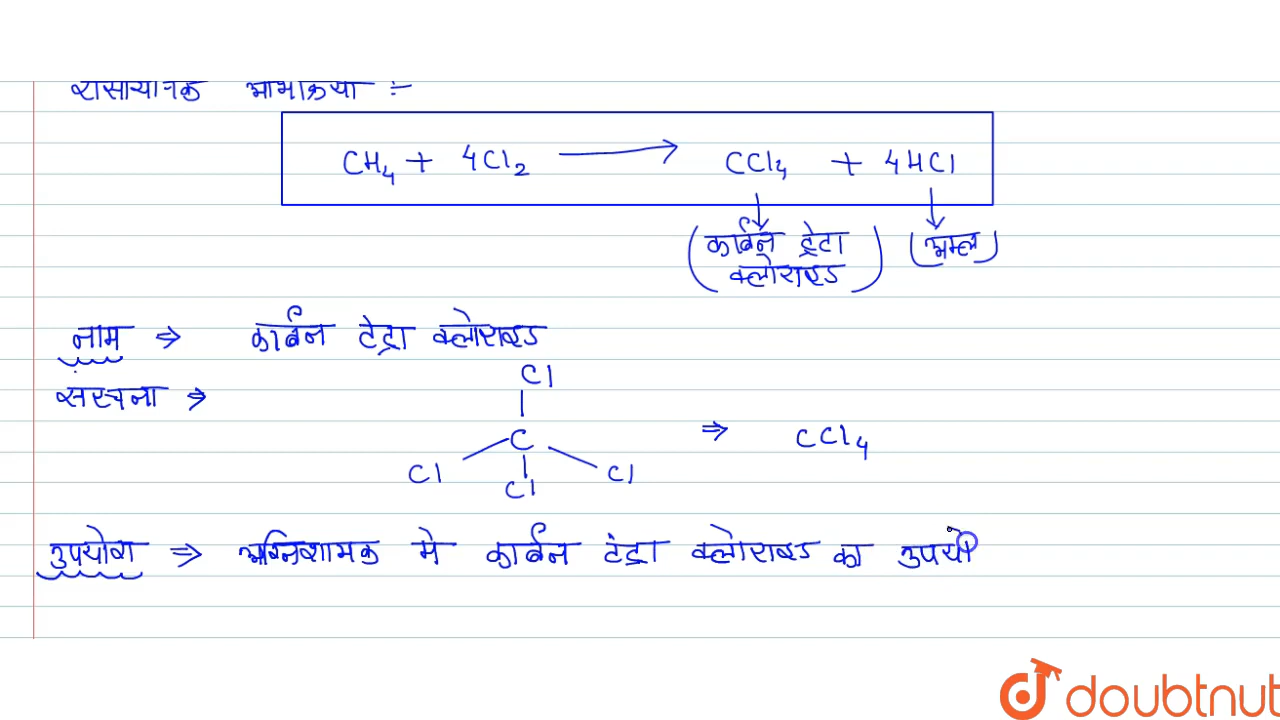 रासायनिक अभिक्रिया :-
CH₄ + 4Cl₂ ⟶ CCl₄ + 4HCl
(कार्बन ट्रेटा (अम्ल)
क्लोराइड)
नाम ⇒ कार्बन टेट्रा क्लोराइड
Cl
सरचना ⇒
C ⇒ CCl₄
Cl Cl Cl
उपयोग ⇒ अग्निशामक मे कार्बन टेंट्रा क्लोराइड का उपयो
doubtnut